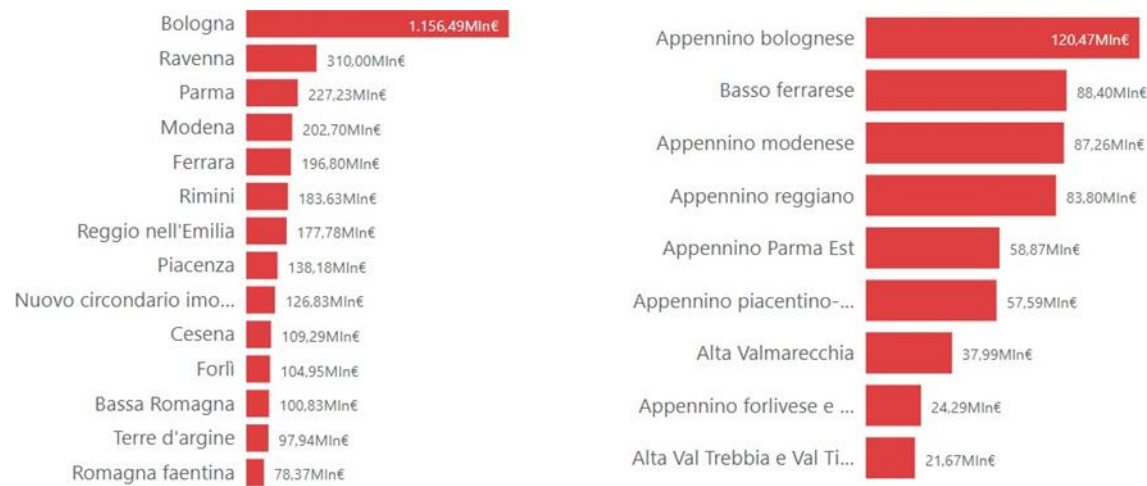 Bologna 1.156,49Mln€
Ravenna 310,00Mln€
Parma 227,23Mln€
Modena 202,70Mln€
Ferrara 196,80Mln€
Rimini 183,63Mln€
Reggio nell'Emilia 177,78Mln€
Piacenza 138,18Mln€
Nuovo circondario imo... 126,83Mln€
Cesena 109,29Mln€
Forlì 104,95Mln€
Bassa Romagna 100,83Mln€
Terre d'argine 97,94Mln€
Romagna faentina 78,37Mln€
Appennino bolognese 120,47Mln€
Basso ferrarese 88,40Mln€
Appennino modenese 87,26Mln€
Appennino reggiano 83,80Mln€
Appennino Parma Est 58,87Mln€
Appennino piacentino-... 57,59Mln€
Alta Valmarecchia 37,99Mln€
Appennino forlivese e ... 24,29Mln€
Alta Val Trebbia e Val Ti... 21,67Mln€